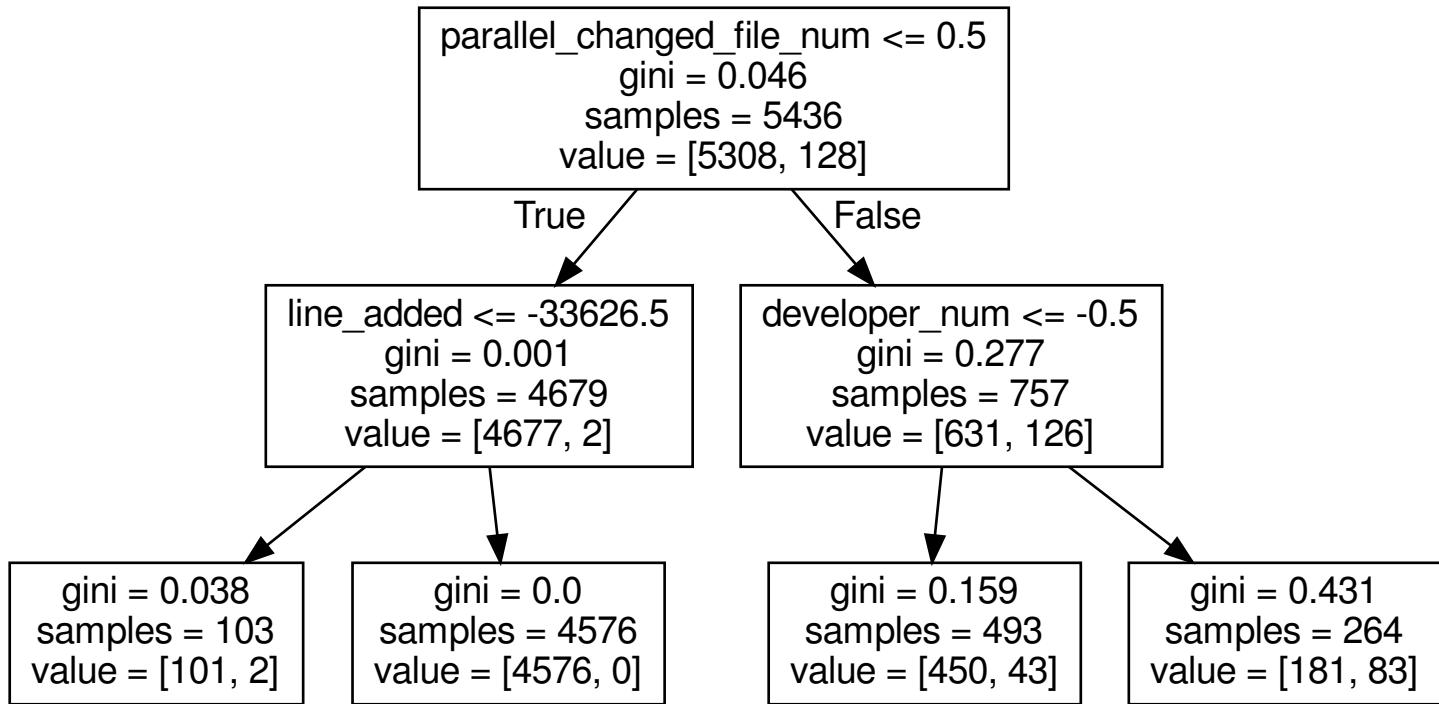 parallel_changed_file_num <= 0.5
gini = 0.046
samples = 5436
value = [5308, 128]
True
False
line_added <= -33626.5
gini = 0.001
samples = 4679
value = [4677, 2]
developer_num <= -0.5
gini = 0.277
samples = 757
value = [631, 126]
gini = 0.038
samples = 103
value = [101, 2]
gini = 0.0
samples = 4576
value = [4576, 0]
gini = 0.159
samples = 493
value = [450, 43]
gini = 0.431
samples = 264
value = [181, 83]